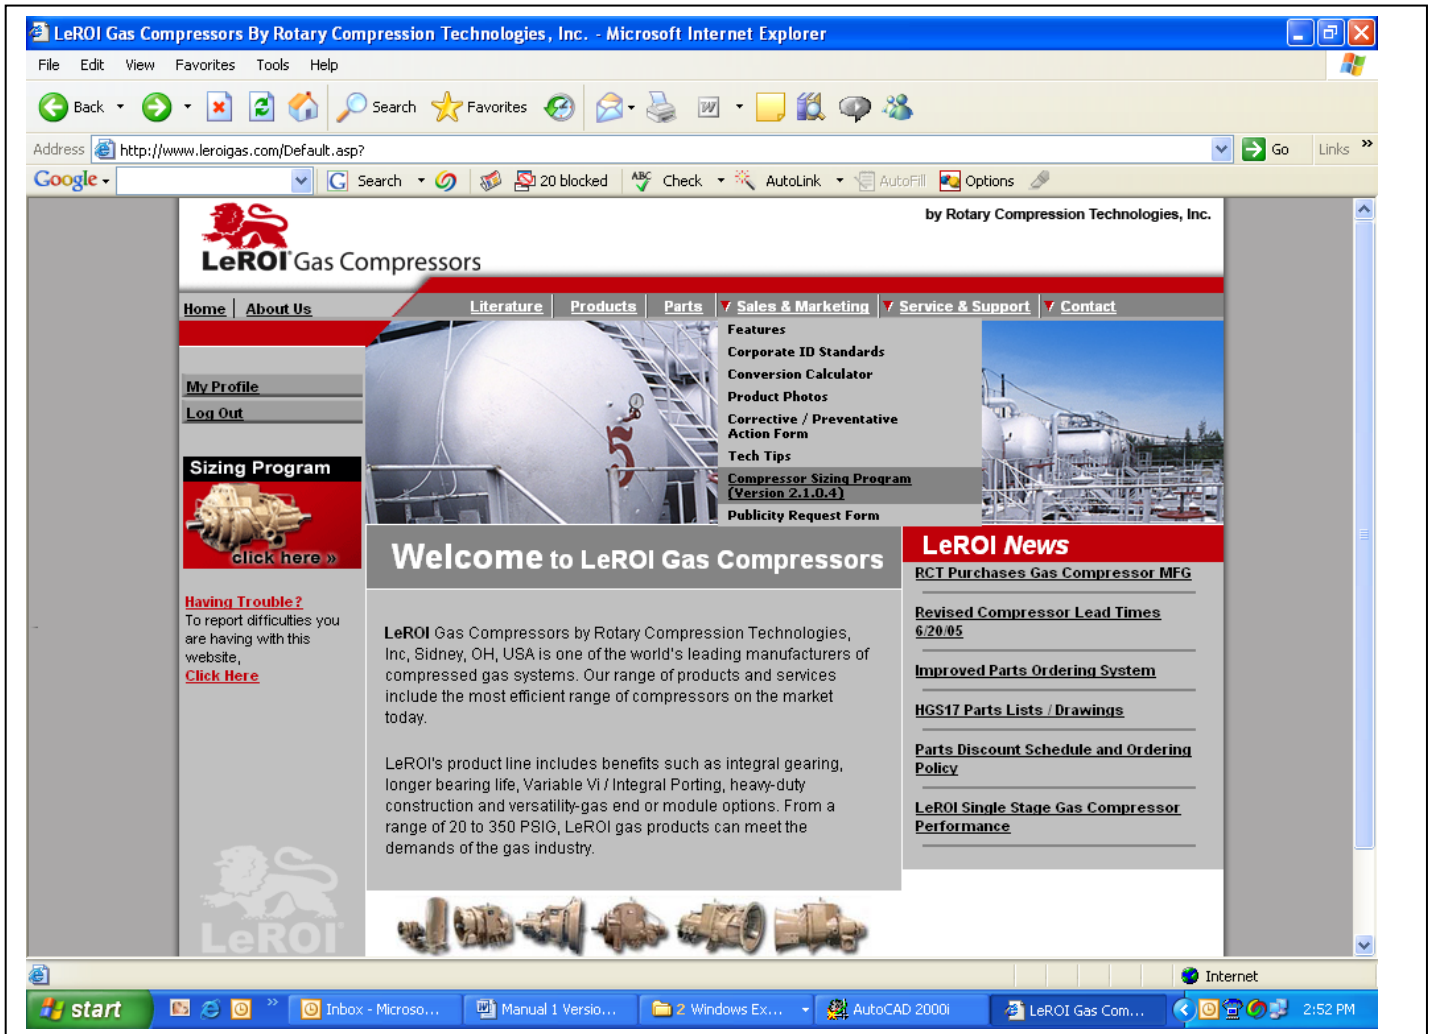 LeROI Gas Compressors By Rotary Compression Technologies, Inc. - Microsoft Internet Explorer
File Edit View Favorites Tools Help
Back Search Favorites
Address http://www.leroigas.com/Default.asp? Go Links »
Google Search 20 blocked ABC Check AutoLink AutoFill Options
by Rotary Compression Technologies, Inc.
LeROI Gas Compressors
Home About Us Literature Products Parts Sales & Marketing Service & Support Contact
Features
Corporate ID Standards
Conversion Calculator
Product Photos
Corrective / Preventative
Action Form
Tech Tips
Compressor Sizing Program
(Version 2.1.0.4)
Publicity Request Form
My Profile
Log Out
5
Sizing Program
click here »
Having Trouble?
To report difficulties you
are having with this
website,
Click Here
LeROI
Welcome to LeROI Gas Compressors
LeROI Gas Compressors by Rotary Compression Technologies,
Inc, Sidney, OH, USA is one of the world's leading manufacturers of
compressed gas systems. Our range of products and services
include the most efficient range of compressors on the market
today.
LeROI's product line includes benefits such as integral gearing,
longer bearing life, Variable Vi / Integral Porting, heavy-duty
construction and versatility-gas end or module options. From a
range of 20 to 350 PSIG, LeROI gas products can meet the
demands of the gas industry.
LeROI News
RCT Purchases Gas Compressor MFG
Revised Compressor Lead Times
6/20/05
Improved Parts Ordering System
HGS17 Parts Lists / Drawings
Parts Discount Schedule and Ordering
Policy
LeROI Single Stage Gas Compressor
Performance
Internet
start » Inbox - Microso... Manual 1 Versio... 2 Windows Ex... AutoCAD 2000i LeROI Gas Com... 2:52 PM